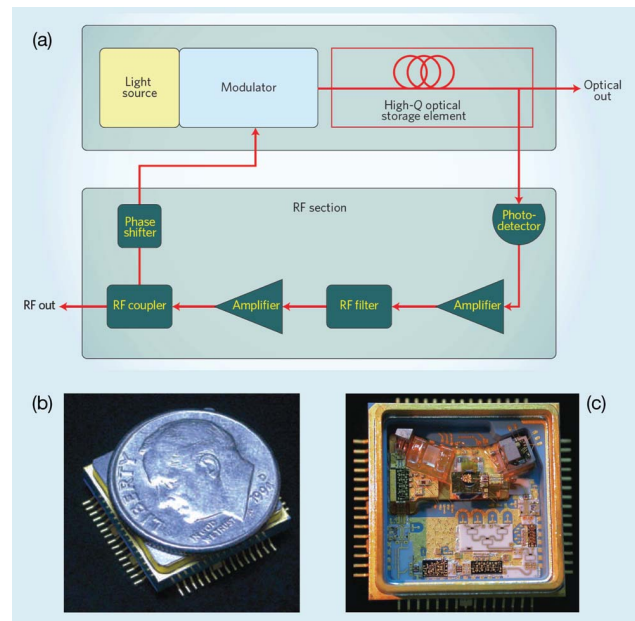 (a)
Light
source
Modulator
High-Q optical
storage element
Optical
out
RF section
Phase
shifter
Photo-
detector
RF out
RF coupler
Amplifier
RF filter
Amplifier
(b)
(c)
LIBERTY